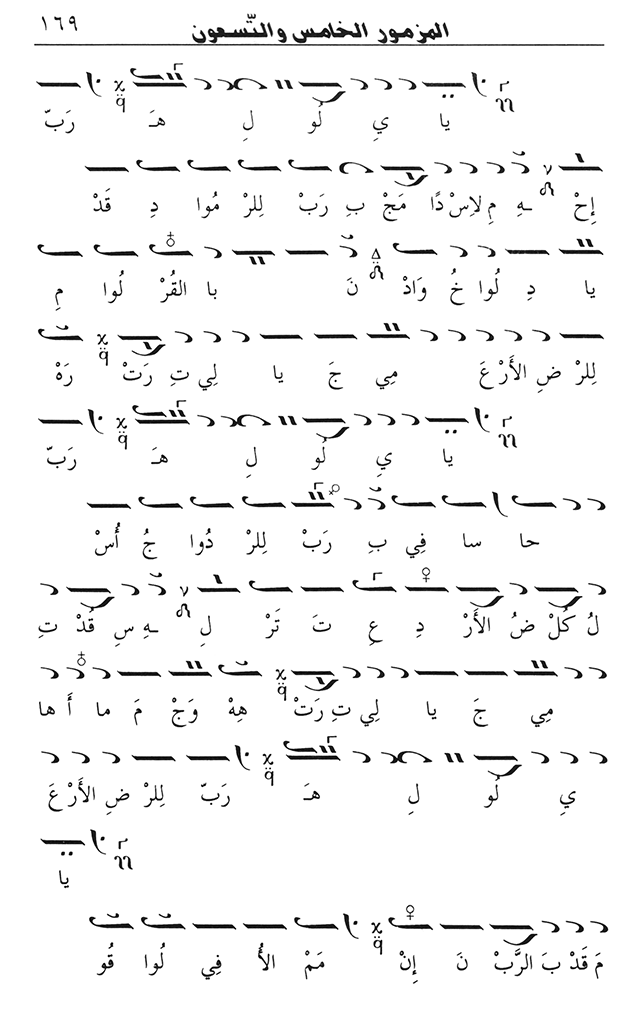 المزمور الخامس والتّسعون ١٦٩
رَبّ هَـ لِ لُو يِ يا
قَدْ دِ مُوا لِلرْ رَبْ بِ مَجْ دًا لاِسْ مِ ـهِ إِحْ
مِ لُوا القُرْ با نَ وَادْ خُ لُوا دِ يا
رَهْ رَتْ تِ لِي يا جَ مِي عَ الأَرْ ضِ لِلرْ
رَبّ هَـ لِ لُو يِ يا
أُسْ جُ دُوا لِلرْ رَبْ بِ فِي سا حا
تِ قُدْ سِ ـهِ لِ تَرْ تَ عِ دِ الأَرْ ضُ كُلْ لُ
ها أَ ما مَ وَجْ هِهْ رَتْ تِ لِي يا جَ مِي
عَ الأَرْ ضِ لِلرْ رَبّ هَـ لِ لُو يِ
يا
قُو لُوا فِي الأُ مَمْ إِنْ نَ الرَّبْ بَ قَدْ مَ